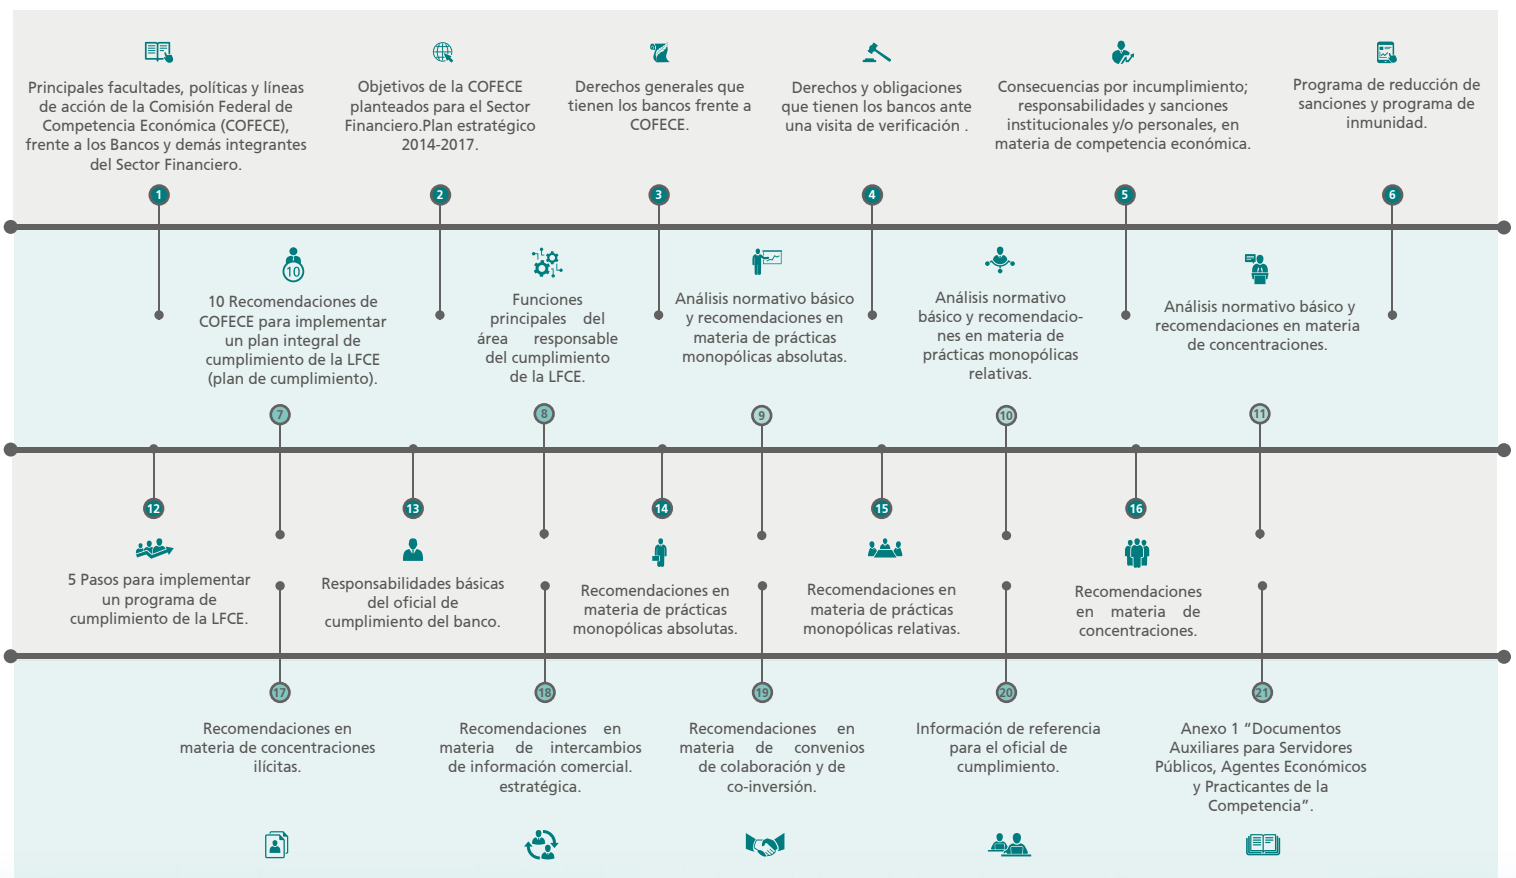 Principales facultades, políticas y líneas
de acción de la Comisión Federal de
Competencia Económica (COFECE),
frente a los Bancos y demás integrantes
del Sector Financiero.
1
Objetivos de la COFECE
planteados para el Sector
Financiero.Plan estratégico
2014-2017.
2
Derechos generales que
tienen los bancos frente a
COFECE.
3
Derechos y obligaciones
que tienen los bancos ante
una visita de verificación .
4
Consecuencias por incumplimiento;
responsabilidades y sanciones
institucionales y/o personales, en
materia de competencia económica.
5
Programa de reducción de
sanciones y programa de
inmunidad.
6
10
10 Recomendaciones de
COFECE para implementar
un plan integral de
cumplimiento de la LFCE
(plan de cumplimiento).
7
Funciones
principales del
área responsable
del cumplimiento
de la LFCE.
8
Análisis normativo básico
y recomendaciones en
materia de prácticas
monopólicas absolutas.
9
Análisis normativo
básico y recomendacio-
nes en materia de
prácticas monopólicas
relativas.
10
Análisis normativo básico y
recomendaciones en materia
de concentraciones.
11
12
5 Pasos para implementar
un programa de
cumplimiento de la LFCE.
13
Responsabilidades básicas
del oficial de
cumplimiento del banco.
14
Recomendaciones en
materia de prácticas
monopólicas absolutas.
15
Recomendaciones en
materia de prácticas
monopólicas relativas.
16
Recomendaciones
en materia de
concentraciones.
17
Recomendaciones en
materia de concentraciones
ilícitas.
18
Recomendaciones en
materia de intercambios
de información comercial.
estratégica.
19
Recomendaciones en
materia de convenios
de colaboración y de
co-inversión.
20
Información de referencia
para el oficial de
cumplimiento.
21
Anexo 1 “Documentos
Auxiliares para Servidores
Públicos, Agentes Económicos
y Practicantes de la
Competencia”.